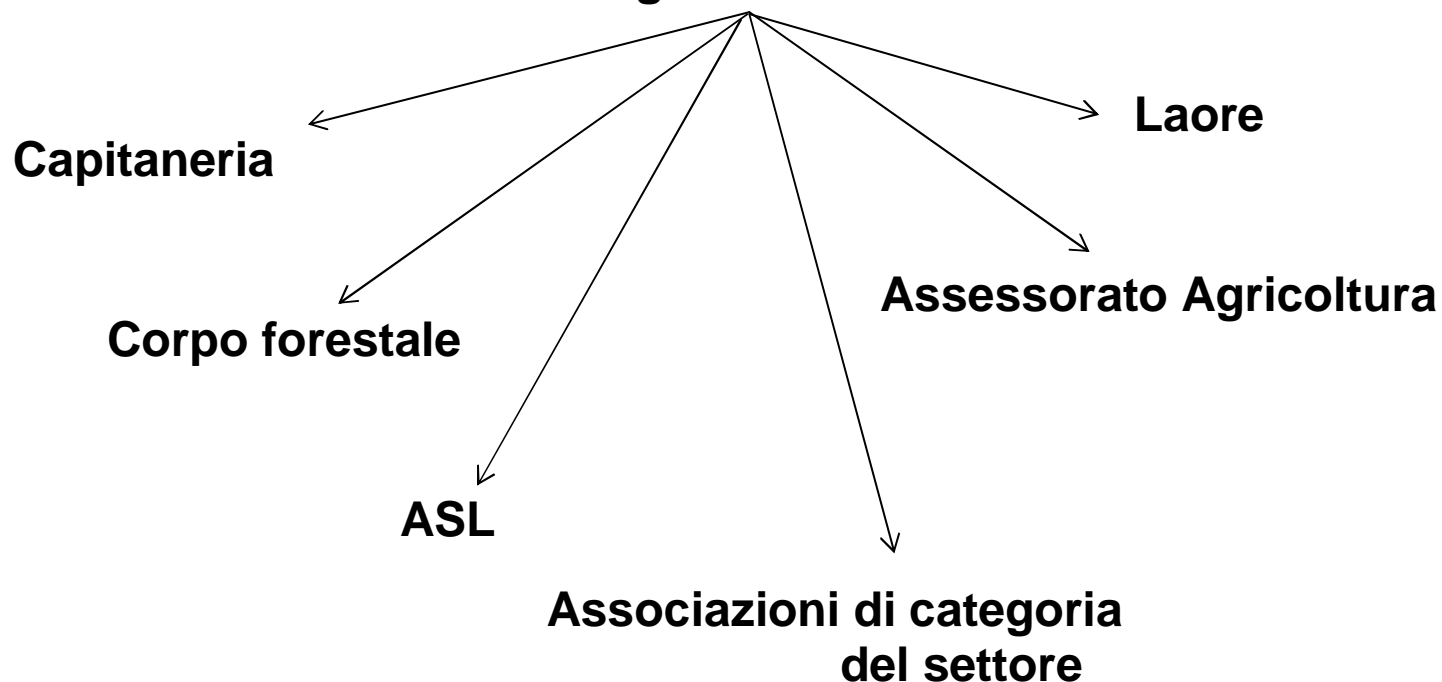 Laore
Capitaneria
Assessorato Agricoltura
Corpo forestale
ASL
Associazioni di categoria
del settore